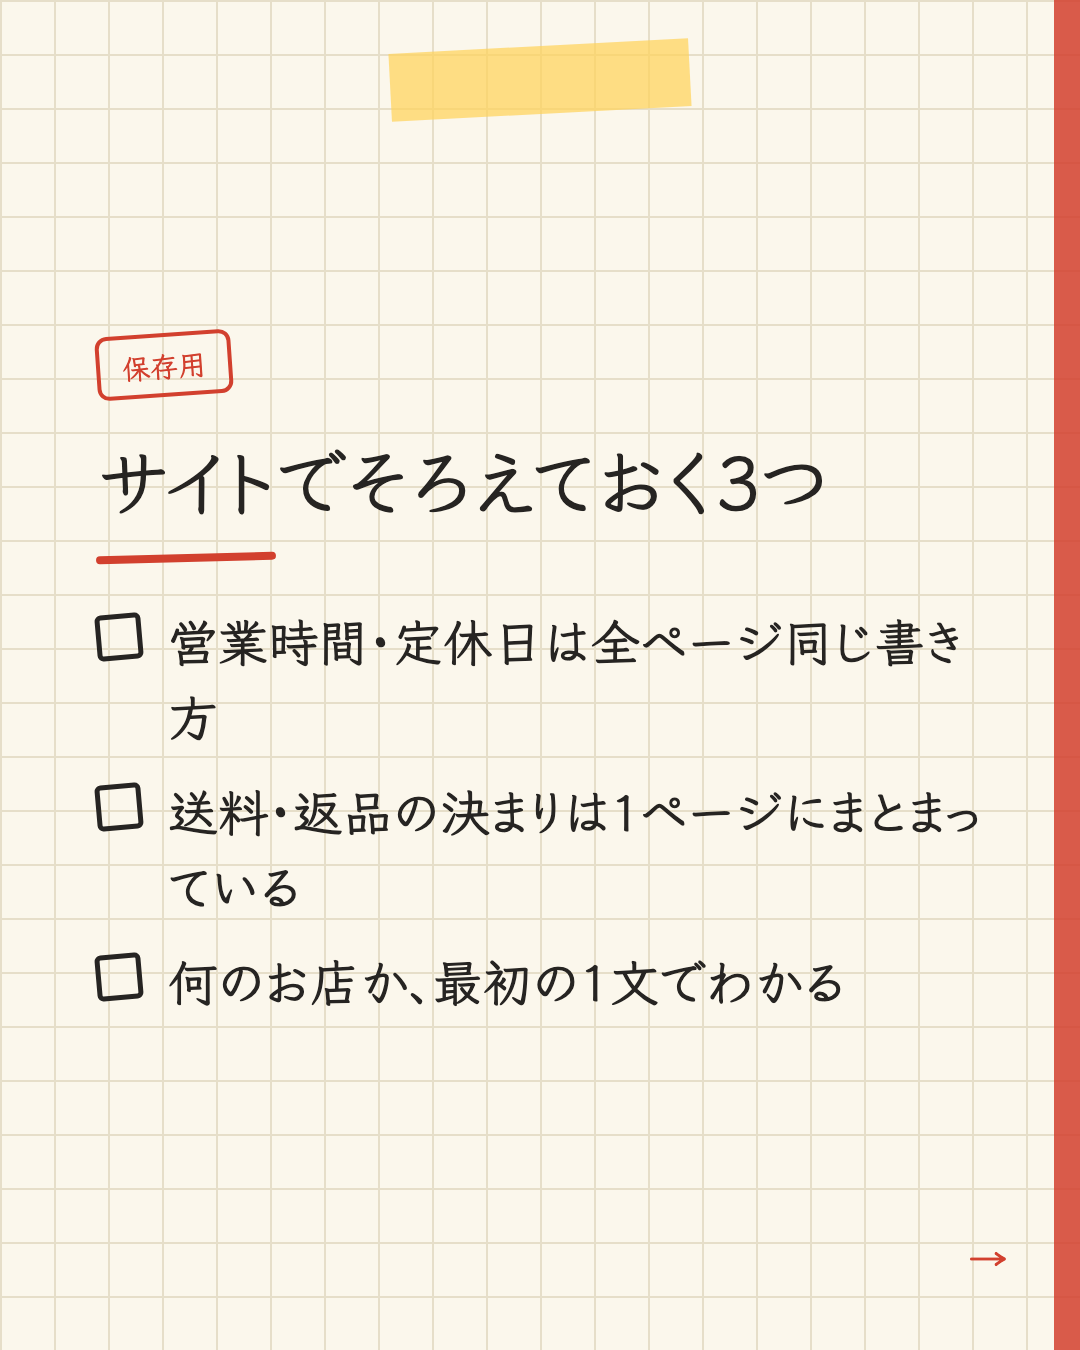 保存用
サイトでそろえておく3つ
営業時間・定休日は全ページ同じ書き
方
送料・返品の決まりは1ページにまとまっ
ている
何のお店か、最初の1文でわかる
→